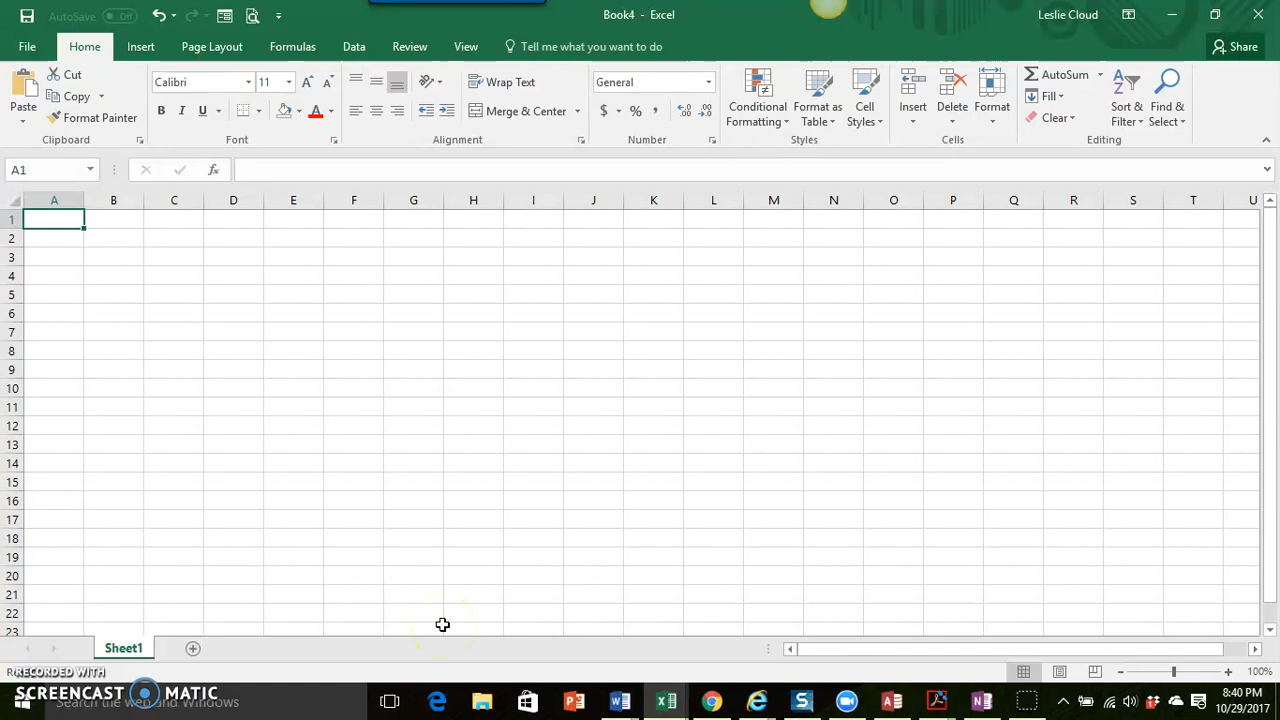 AutoSave Off
Book4 - Excel
Leslie Cloud
File Home Insert Page Layout Formulas Data Review View Tell me what you want to do Share
Paste
Cut
Copy
Format Painter
Clipboard
Calibri 11
B I U A
Font
Wrap Text
Merge & Center
Alignment
General
$ % ,
Number
Conditional Formatting
Format as Table
Cell Styles
Styles
Insert Delete Format
Cells
AutoSum
Fill
Clear
Sort & Filter
Find & Select
Editing
A1 fx
A B C D E F G H I J K L M N O P Q R S T U
1
2
3
4
5
6
7
8
9
10
11
12
13
14
15
16
17
18
19
20
21
22
23
Sheet1
100%
RECORDED WITH
SCREENCAST MATIC
Search the web and Windows
8:40 PM
10/29/2017